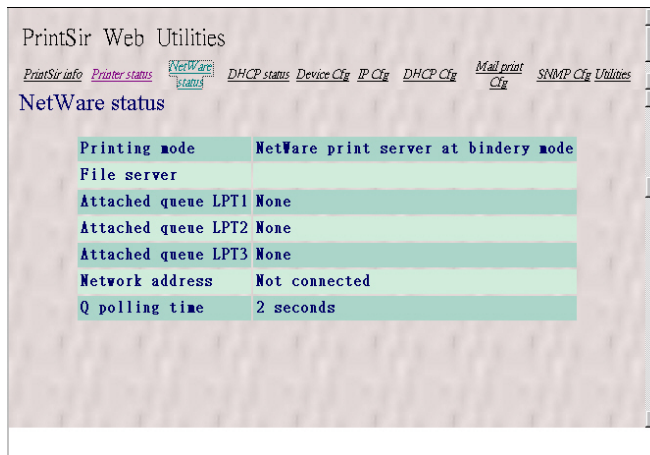 PrintSir Web Utilities
PrintSir info Printer status NetWare status DHCP status Device Cfg IP Cfg DHCP Cfg Mail print Cfg SNMP Cfg Utilities
NetWare status
Printing mode NetWare print server at bindery mode
File server
Attached queue LPT1 None
Attached queue LPT2 None
Attached queue LPT3 None
Network address Not connected
Q polling time 2 seconds